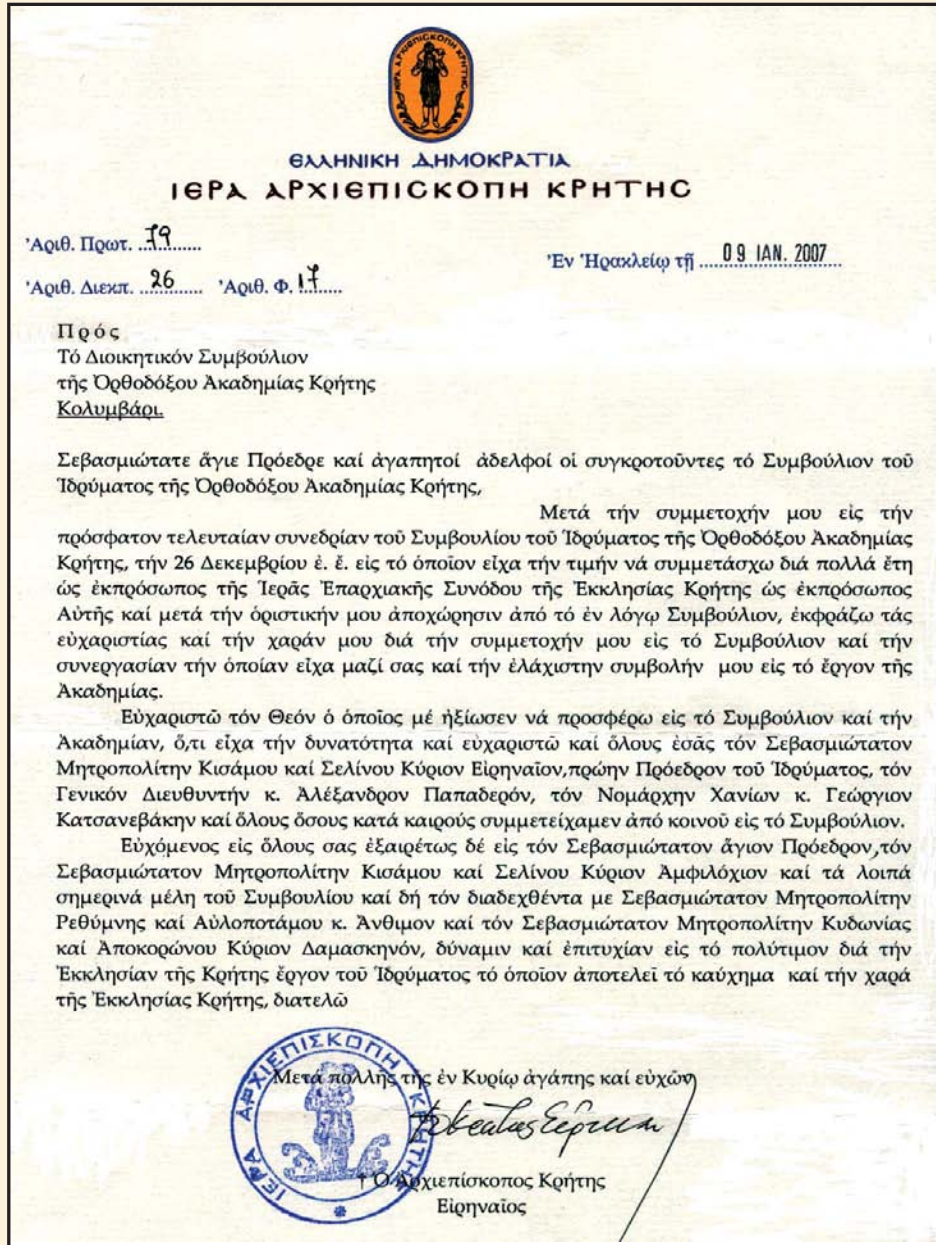 ΙΕΡΑ ΑΡΧΙΕΠΙΣΚΟΠΗ ΚΡΗΤΗΣ
ΕΛΛΗΝΙΚΗ ΔΗΜΟΚΡΑΤΙΑ
ΙΕΡΑ ΑΡΧΙΕΠΙΣΚΟΠΗ ΚΡΗΤΗΣ
Ἀριθ. Πρωτ. 79
Ἐν Ἡρακλείῳ τῇ 09 ΙΑΝ. 2007
Ἀριθ. Διεκπ. 26 Ἀριθ. Φ. 17
Πρός
Τό Διοικητικόν Συμβούλιον
τῆς Ὀρθοδόξου Ἀκαδημίας Κρήτης
Κολυμβάρι.
Σεβασμιώτατε ἅγιε Πρόεδρε καί ἀγαπητοί ἀδελφοί οἱ συγκροτοῦντες τό Συμβούλιον τοῦ
Ἱδρύματος τῆς Ὀρθοδόξου Ἀκαδημίας Κρήτης,
Μετά τήν συμμετοχήν μου εἰς τήν
πρόσφατον τελευταίαν συνεδρίαν τοῦ Συμβουλίου τοῦ Ἱδρύματος τῆς Ὀρθοδόξου Ἀκαδημίας
Κρήτης, τήν 26 Δεκεμβρίου ἐ. ἔ. εἰς τό ὁποῖον εἶχα τήν τιμήν νά συμμετάσχω διά πολλά ἔτη
ὡς ἐκπρόσωπος τῆς Ἱερᾶς Ἐπαρχιακῆς Συνόδου τῆς Ἐκκλησίας Κρήτης ὡς ἐκπρόσωπος
Αὐτῆς καί μετά τήν ὁριστικήν μου ἀποχώρησιν ἀπό τό ἐν λόγῳ Συμβούλιον, ἐκφράζω τάς
εὐχαριστίας καί τήν χαράν μου διά τήν συμμετοχήν μου εἰς τό Συμβούλιον καί τήν
συνεργασίαν τήν ὁποίαν εἶχα μαζί σας καί τήν ἐλάχιστην συμβολήν μου εἰς τό ἔργον τῆς
Ἀκαδημίας.
Εὐχαριστῶ τόν Θεόν ὁ ὁποῖος μέ ἠξίωσεν νά προσφέρω εἰς τό Συμβούλιον καί τήν
Ἀκαδημίαν, ὅ,τι εἶχα τήν δυνατότητα καί εὐχαριστῶ καί ὅλους ἐσᾶς τόν Σεβασμιώτατον
Μητροπολίτην Κισάμου καί Σελίνου Κύριον Εἰρηναῖον,πρώην Πρόεδρον τοῦ Ἱδρύματος, τόν
Γενικόν Διευθυντήν κ. Ἀλέξανδρον Παπαδερόν, τόν Νομάρχην Χανίων κ. Γεώργιον
Κατσανεβάκην καί ὅλους ὅσους κατά καιρούς συμμετείχαμεν ἀπό κοινοῦ εἰς τό Συμβούλιον.
Εὐχόμενος εἰς ὅλους σας ἐξαιρέτως δέ εἰς τόν Σεβασμιώτατον ἅγιον Πρόεδρον,τόν
Σεβασμιώτατον Μητροπολίτην Κισάμου καί Σελίνου Κύριον Ἀμφιλόχιον καί τά λοιπά
σημερινά μέλη τοῦ Συμβουλίου καί δή τόν διαδεχθέντα με Σεβασμιώτατον Μητροπολίτην
Ρεθύμνης καί Αὐλοποτάμου κ. Ἄνθιμον καί τόν Σεβασμιώτατον Μητροπολίτην Κυδωνίας
καί Ἀποκορώνου Κύριον Δαμασκηνόν, δύναμιν καί ἐπιτυχίαν εἰς τό πολύτιμον διά τήν
Ἐκκλησίαν τῆς Κρήτης ἔργον τοῦ Ἱδρύματος τό ὁποῖον ἀποτελεῖ τό καύχημα καί τήν χαρά
τῆς Ἐκκλησίας Κρήτης, διατελῶ
ΙΕΡΑ ΑΡΧΙΕΠΙΣΚΟΠΗ ΚΡΗΤΗΣ
Μετά πολλῆς τῆς ἐν Κυρίῳ ἀγάπης καί εὐχῶν
† Ὁ Ἀρχιεπίσκοπος Κρήτης
Εἰρηναῖος